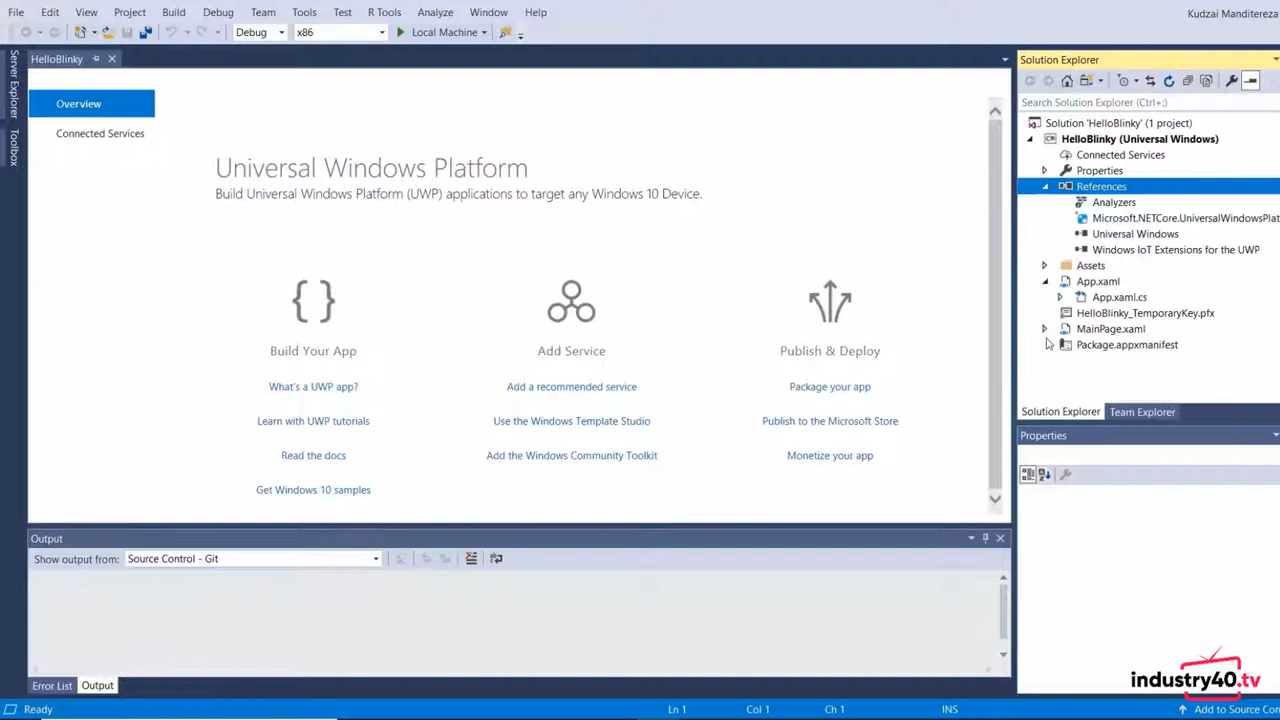 File Edit View Project Build Debug Team Tools Test R Tools Analyze Window Help
Kudzai Manditereza
Debug x86 Local Machine
Server Explorer
Toolbox
HelloBlinky
Overview
Connected Services
Universal Windows Platform
Build Universal Windows Platform (UWP) applications to target any Windows 10 Device.
Build Your App
What's a UWP app?
Learn with UWP tutorials
Read the docs
Get Windows 10 samples
Add Service
Add a recommended service
Use the Windows Template Studio
Add the Windows Community Toolkit
Publish & Deploy
Package your app
Publish to the Microsoft Store
Monetize your app
Output
Show output from: Source Control - Git
Error List Output
Solution Explorer
Search Solution Explorer (Ctrl+;)
Solution 'HelloBlinky' (1 project)
HelloBlinky (Universal Windows)
Connected Services
Properties
References
Analyzers
Microsoft.NETCore.UniversalWindowsPlat
Universal Windows
Windows IoT Extensions for the UWP
Assets
App.xaml
App.xaml.cs
HelloBlinky_TemporaryKey.pfx
MainPage.xaml
Package.appxmanifest
Solution Explorer Team Explorer
Properties
industry40.tv
Ready Ln 1 Col 1 Ch 1 INS Add to Source Con